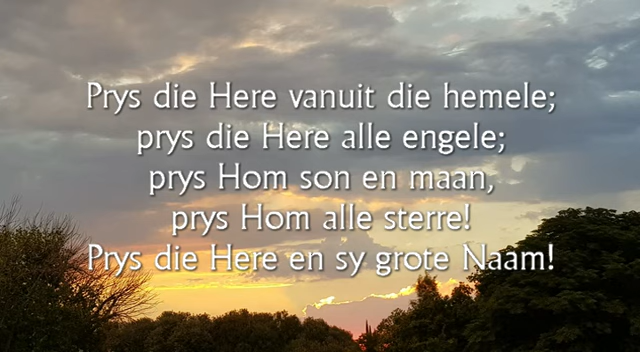 Prys die Here vanuit die hemele;
prys die Here alle engele;
prys Hom son en maan,
prys Hom alle sterre!
Prys die Here en sy grote Naam!